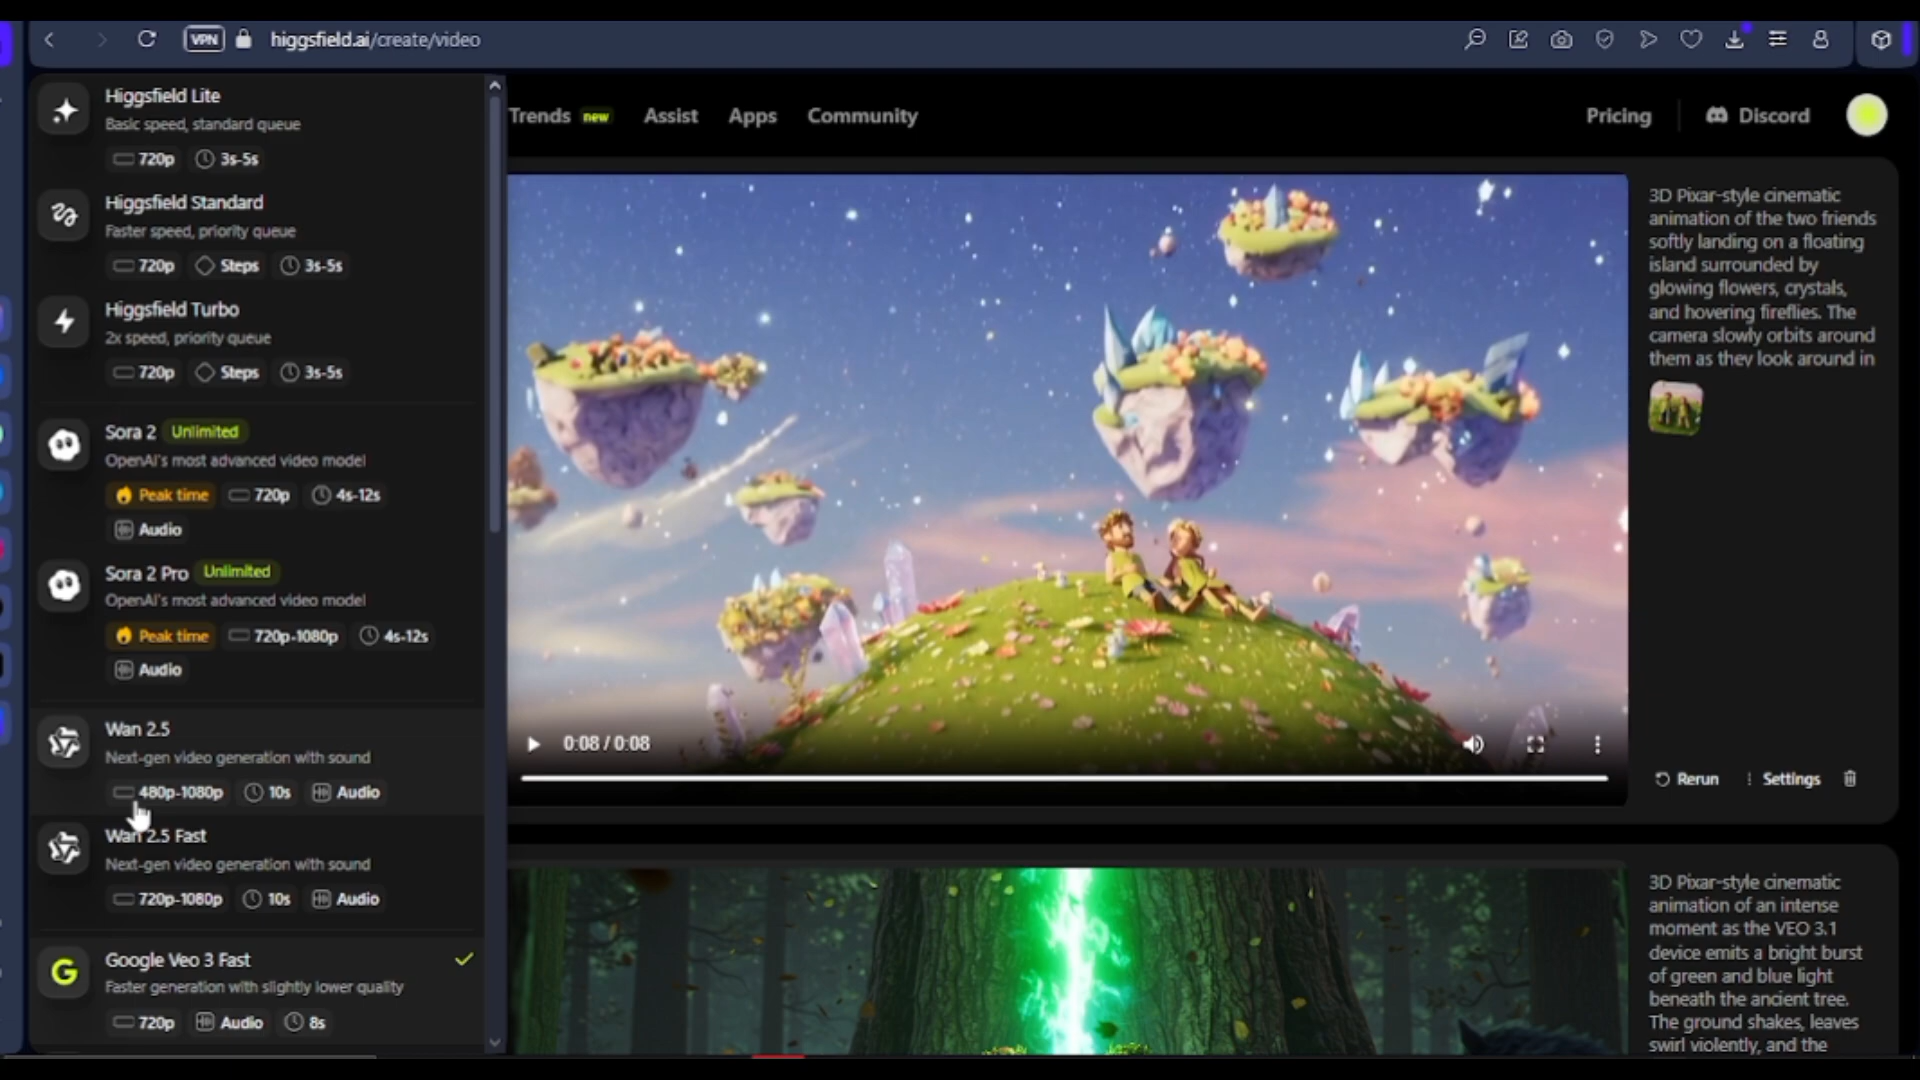 VPN
higgsfield.ai/create/video
Higgsfield Lite
Basic speed, standard queue
720p
3s-5s
Higgsfield Standard
Faster speed, priority queue
720p
Steps
3s-5s
Higgsfield Turbo
2x speed, priority queue
720p
Steps
3s-5s
Sora 2 Unlimited
OpenAI's most advanced video model
Peak time
720p
4s-12s
Audio
Sora 2 Pro Unlimited
OpenAI's most advanced video model
Peak time
720p-1080p
4s-12s
Audio
Wan 2.5
Next-gen video generation with sound
480p-1080p
10s
Audio
Wan 2.5 Fast
Next-gen video generation with sound
720p-1080p
10s
Audio
Google Veo 3 Fast
Faster generation with slightly lower quality
720p
Audio
8s
Trends new
Assist
Apps
Community
Pricing
Discord
0:08 / 0:08
3D Pixar-style cinematic
animation of the two friends
softly landing on a floating
island surrounded by
glowing flowers, crystals,
and hovering fireflies. The
camera slowly orbits around
them as they look around in
Rerun
Settings
3D Pixar-style cinematic
animation of an intense
moment as the VEO 3.1
device emits a bright burst
of green and blue light
beneath the ancient tree.
The ground shakes, leaves
swirl violently, and the